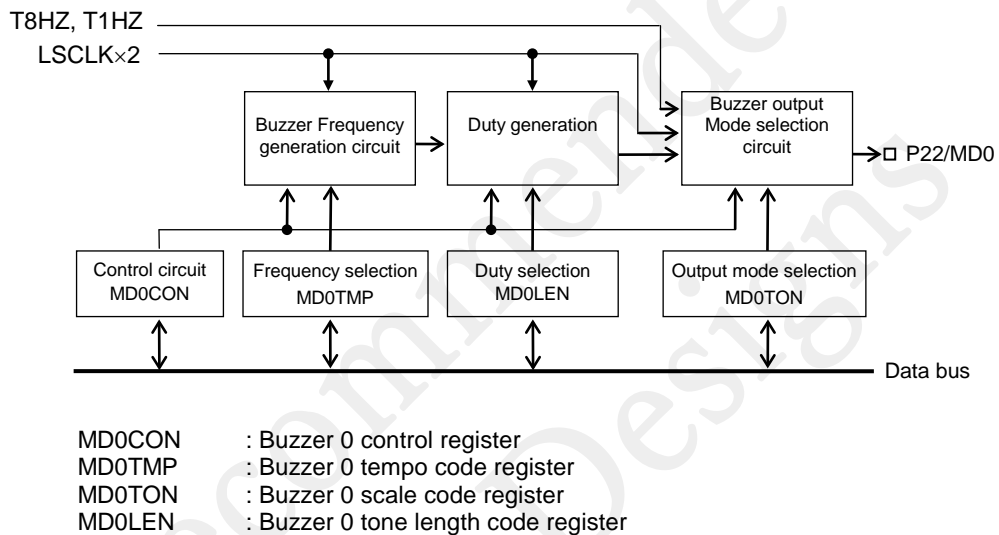 T8HZ, T1HZ
LSCLK×2
Buzzer Frequency
generation circuit
Duty generation
Buzzer output
Mode selection
circuit
P22/MD0
Control circuit
MD0CON
Frequency selection
MD0TMP
Duty selection
MD0LEN
Output mode selection
MD0TON
Data bus
MD0CON : Buzzer 0 control register
MD0TMP : Buzzer 0 tempo code register
MD0TON : Buzzer 0 scale code register
MD0LEN : Buzzer 0 tone length code register
Designs